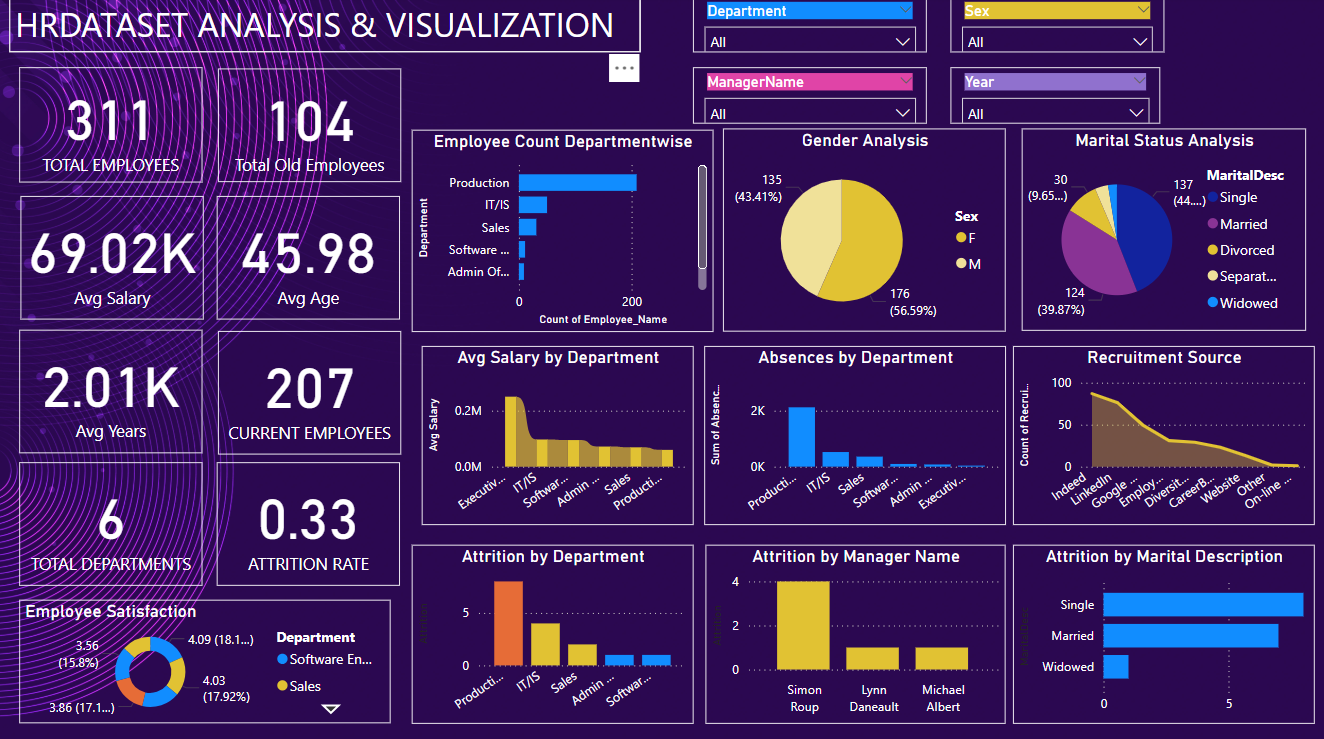 HRDATASET ANALYSIS & VISUALIZATION
Department
All
Sex
All
ManagerName
All
Year
All
311
TOTAL EMPLOYEES
104
Total Old Employees
69.02K
Avg Salary
45.98
Avg Age
2.01K
Avg Years
207
CURRENT EMPLOYEES
6
TOTAL DEPARTMENTS
0.33
ATTRITION RATE
Employee Count Departmentwise
Department
Production
IT/IS
Sales
Software ...
Admin Of...
0
200
Count of Employee_Name
Gender Analysis
135
(43.41%)
176
(56.59%)
Sex
F
M
Marital Status Analysis
30
(9.65...)
137
(44....)
124
(39.87%)
MaritalDesc
Single
Married
Divorced
Separat...
Widowed
Avg Salary by Department
Avg Salary
0.2M
0.0M
Executiv...
IT/IS
Softwar...
Admin ...
Sales
Producti...
Absences by Department
Sum of Absenc...
2K
0K
Producti...
IT/IS
Sales
Softwar...
Admin ...
Executiv...
Recruitment Source
Count of Recrui...
100
50
0
Indeed
LinkedIn
Google ...
Employ...
Diversit...
CareerB...
Website
Other
On-line ...
Employee Satisfaction
3.56
(15.8%)
4.09 (18.1...)
4.03
(17.92%)
3.86 (17.1...)
Department
Software En...
Sales
Attrition by Department
Attrition
5
0
Producti...
IT/IS
Sales
Admin ...
Softwar...
Attrition by Manager Name
Attrition
4
2
0
Simon
Roup
Lynn
Daneault
Michael
Albert
Attrition by Marital Description
Single
Married
Widowed
0
5